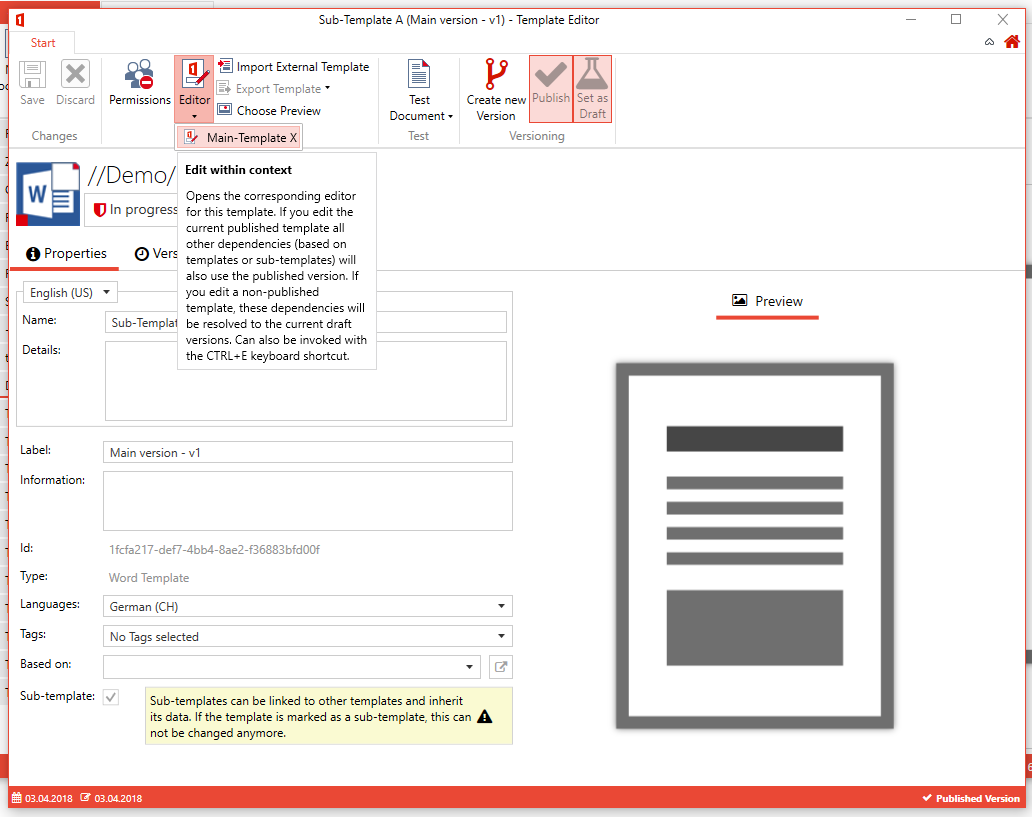 Sub-Template A (Main version - v1) - Template Editor
Start
Save
Discard
Changes
Permissions
Editor
Import External Template
Export Template
Choose Preview
Test
Document
Test
Create new
Version
Publish
Set as
Draft
Versioning
Main-Template X
Edit within context
Opens the corresponding editor
for this template. If you edit the
current published template all
other dependencies (based on
templates or sub-templates) will
also use the published version. If
you edit a non-published
template, these dependencies will
be resolved to the current draft
versions. Can also be invoked with
the CTRL+E keyboard shortcut.
W
//Demo/
In progress
Properties
Vers
English (US)
Name:
Sub-Templat
Details:
Preview
Label:
Main version - v1
Information:
Id:
1fcfa217-def7-4bb4-8ae2-f36883bfd00f
Type:
Word Template
Languages:
German (CH)
Tags:
No Tags selected
Based on:
Sub-template:
Sub-templates can be linked to other templates and inherit
its data. If the template is marked as a sub-template, this can
not be changed anymore.
03.04.2018
03.04.2018
Published Version